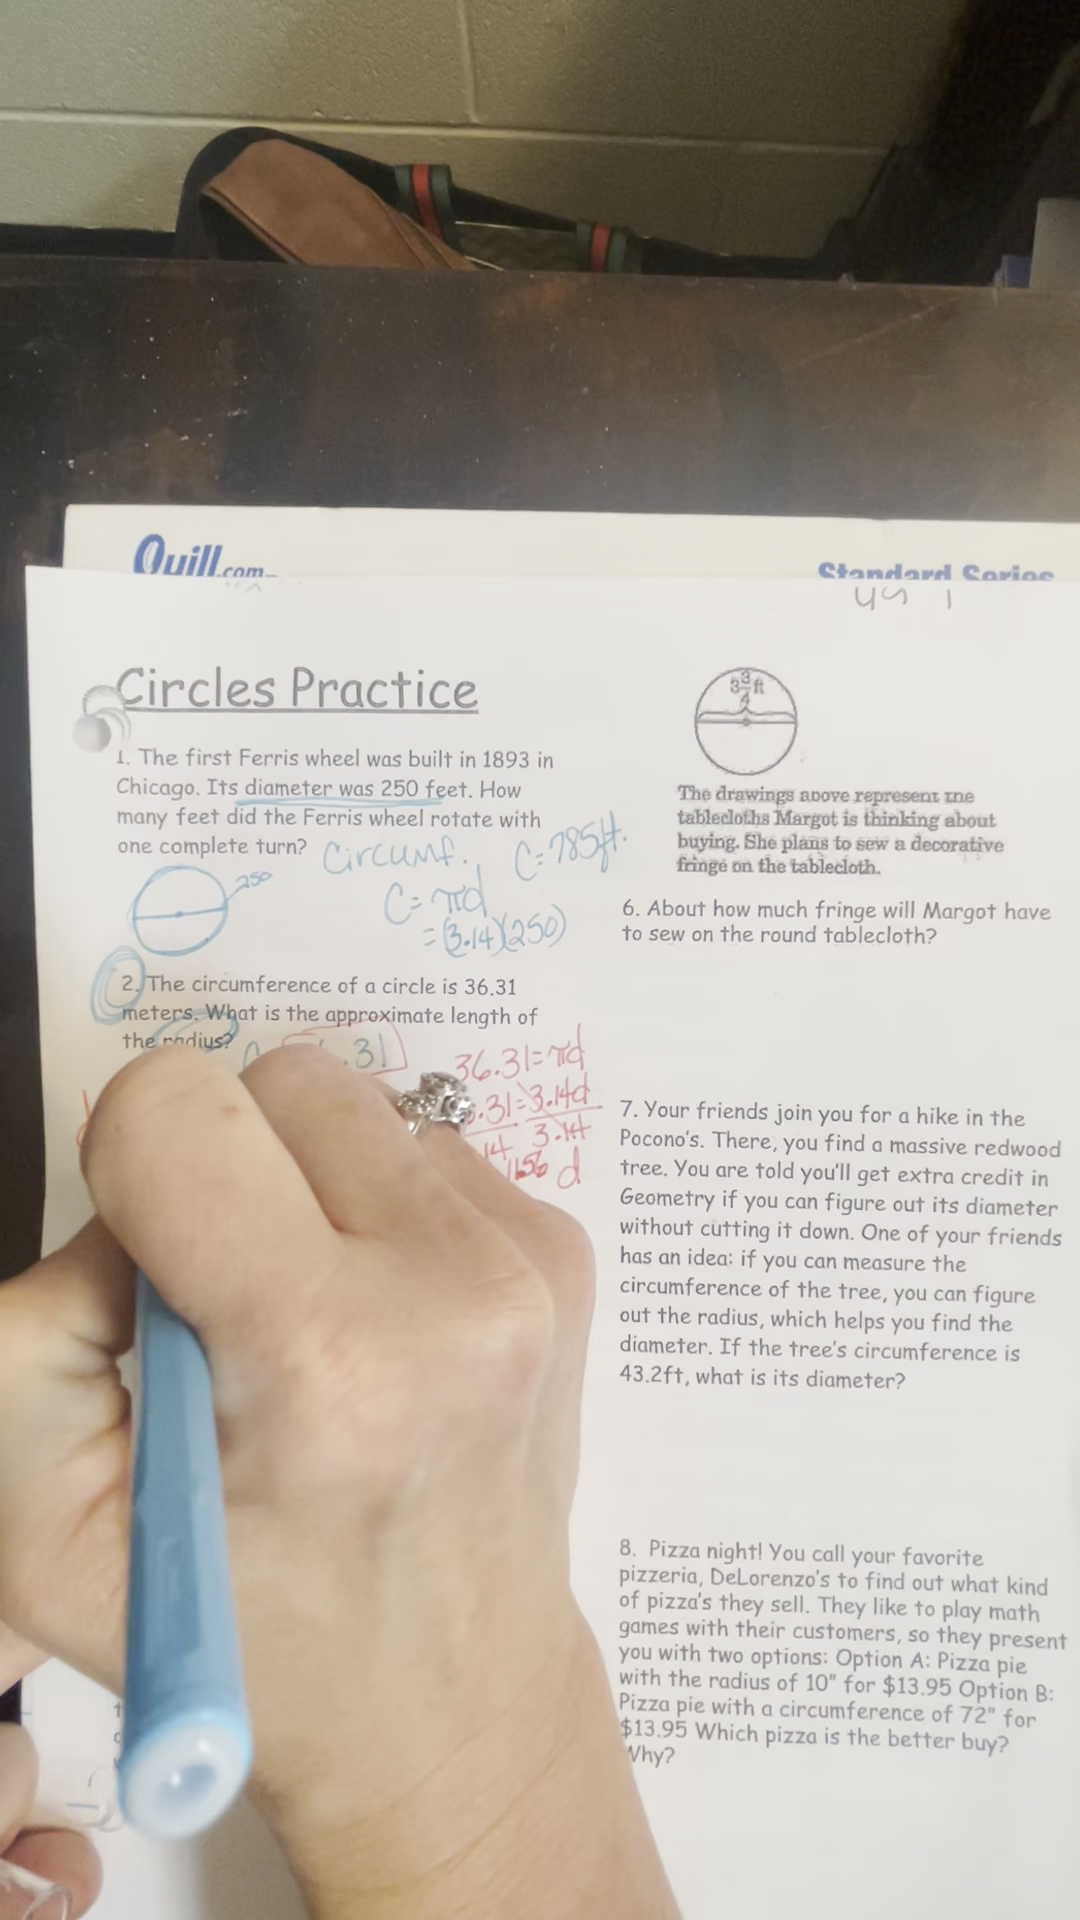 Quill.com
Standard Series
Circles Practice
1. The first Ferris wheel was built in 1893 in
Chicago. Its diameter was 250 feet. How
many feet did the Ferris wheel rotate with
one complete turn? Circumf.
C=785ft.
250
C=πd
=(3.14)(250)
2. The circumference of a circle is 36.31
meters. What is the approximate length of
the radius?
.31
36.31=πd
.31=3.14d
14 3.14
d
3 3/4 ft
The drawings above represent the
tablecloths Margot is thinking about
buying. She plans to sew a decorative
fringe on the tablecloth.
6. About how much fringe will Margot have
to sew on the round tablecloth?
7. Your friends join you for a hike in the
Pocono's. There, you find a massive redwood
tree. You are told you'll get extra credit in
Geometry if you can figure out its diameter
without cutting it down. One of your friends
has an idea: if you can measure the
circumference of the tree, you can figure
out the radius, which helps you find the
diameter. If the tree's circumference is
43.2ft, what is its diameter?
8. Pizza night! You call your favorite
pizzeria, DeLorenzo's to find out what kind
of pizza's they sell. They like to play math
games with their customers, so they present
you with two options: Option A: Pizza pie
with the radius of 10" for $13.95 Option B:
Pizza pie with a circumference of 72" for
$13.95 Which pizza is the better buy?
Why?